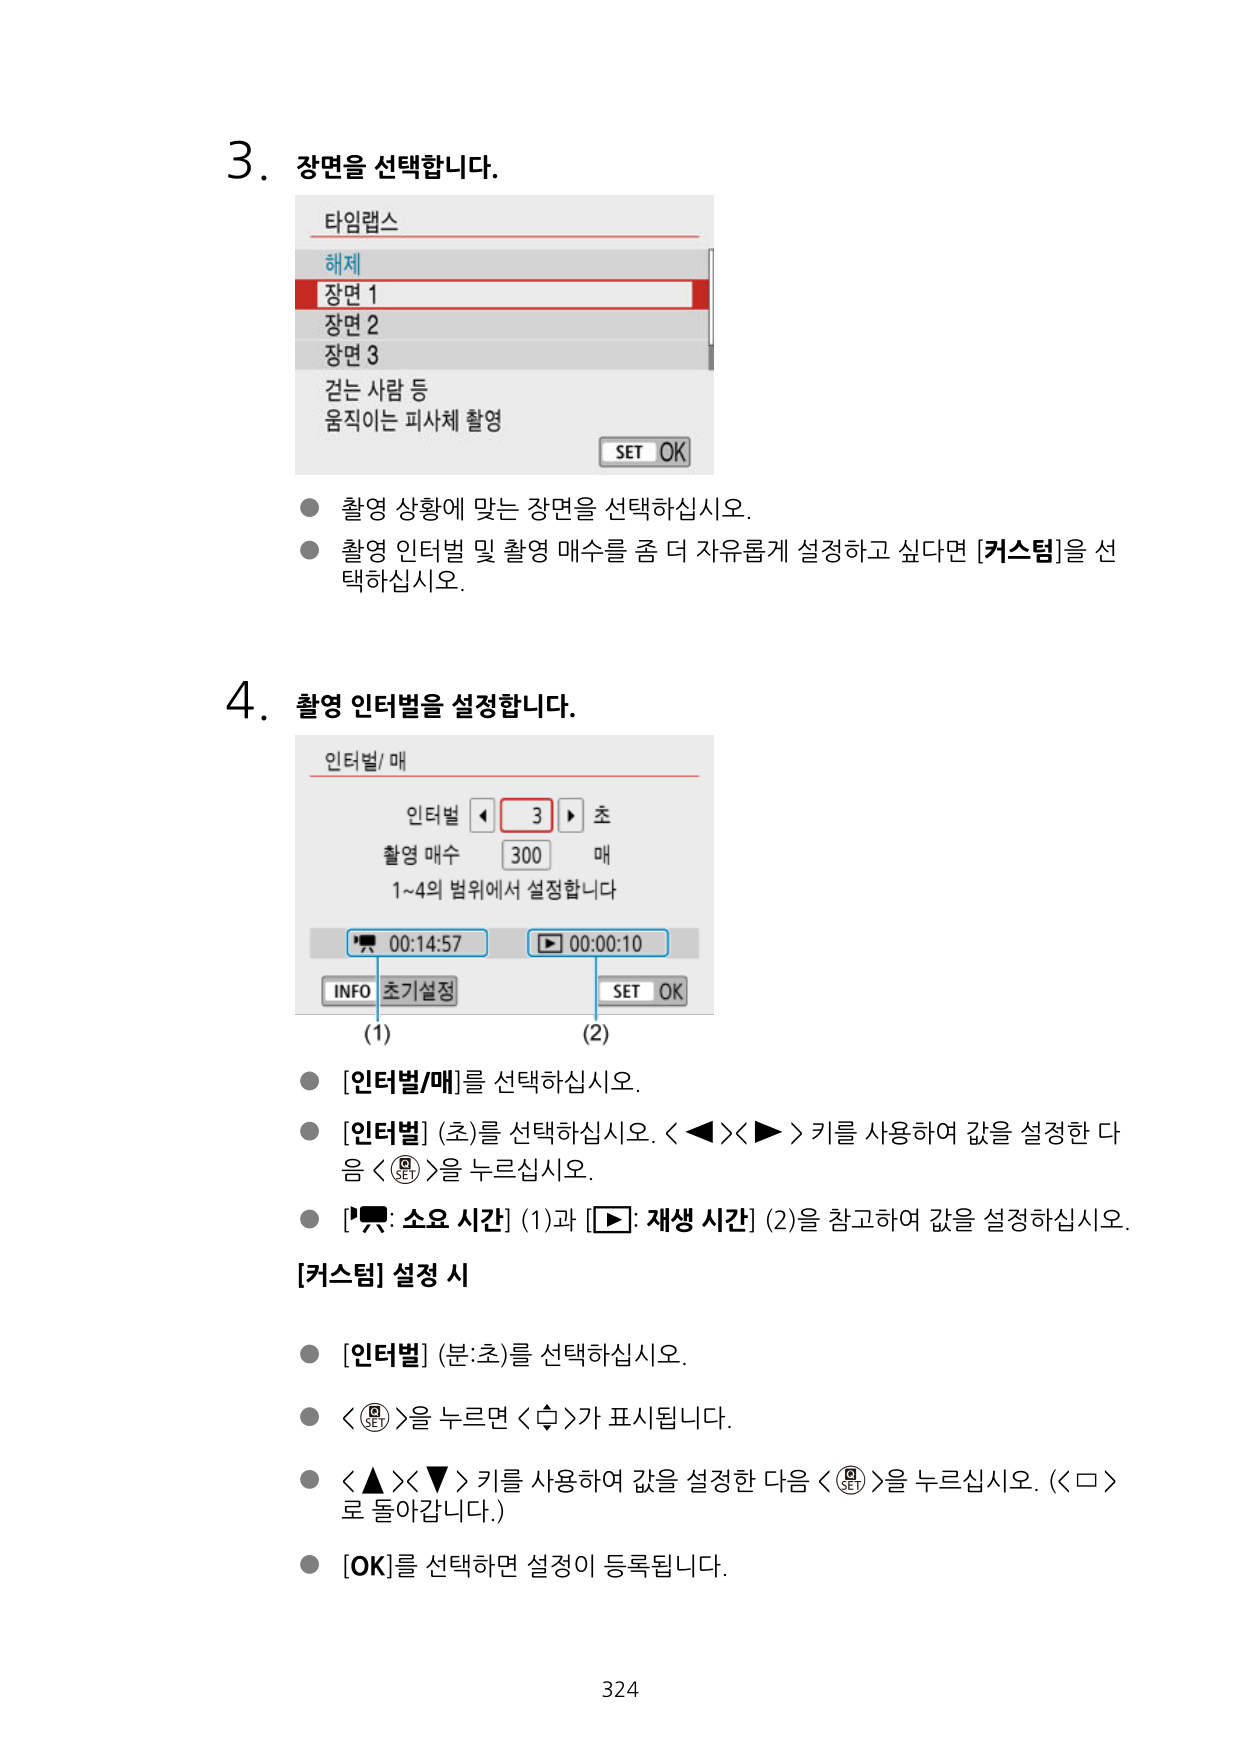 3. 장면을 선택합니다.
타임랩스
해제
장면 1
장면 2
장면 3
걷는 사람 등
움직이는 피사체 촬영
SET OK
● 촬영 상황에 맞는 장면을 선택하십시오.
● 촬영 인터벌 및 촬영 매수를 좀 더 자유롭게 설정하고 싶다면 [커스텀]을 선
택하십시오.
4. 촬영 인터벌을 설정합니다.
인터벌/ 매
인터벌 ◀ 3 ▶ 초
촬영 매수 300 매
1~4의 범위에서 설정합니다
00:14:57 00:00:10
INFO 초기설정 SET OK
(1) (2)
● [인터벌/매]를 선택하십시오.
● [인터벌] (초)를 선택하십시오. < ◀ >< ▶ > 키를 사용하여 값을 설정한 다
음 < Q SET >을 누르십시오.
● [: 소요 시간] (1)과 [▶: 재생 시간] (2)을 참고하여 값을 설정하십시오.
[커스텀] 설정 시
● [인터벌] (분:초)를 선택하십시오.
● < Q SET >을 누르면 < >가 표시됩니다.
● < ▲ >< ▼ > 키를 사용하여 값을 설정한 다음 < Q SET >을 누르십시오. (< □ >
로 돌아갑니다.)
● [OK]를 선택하면 설정이 등록됩니다.
324